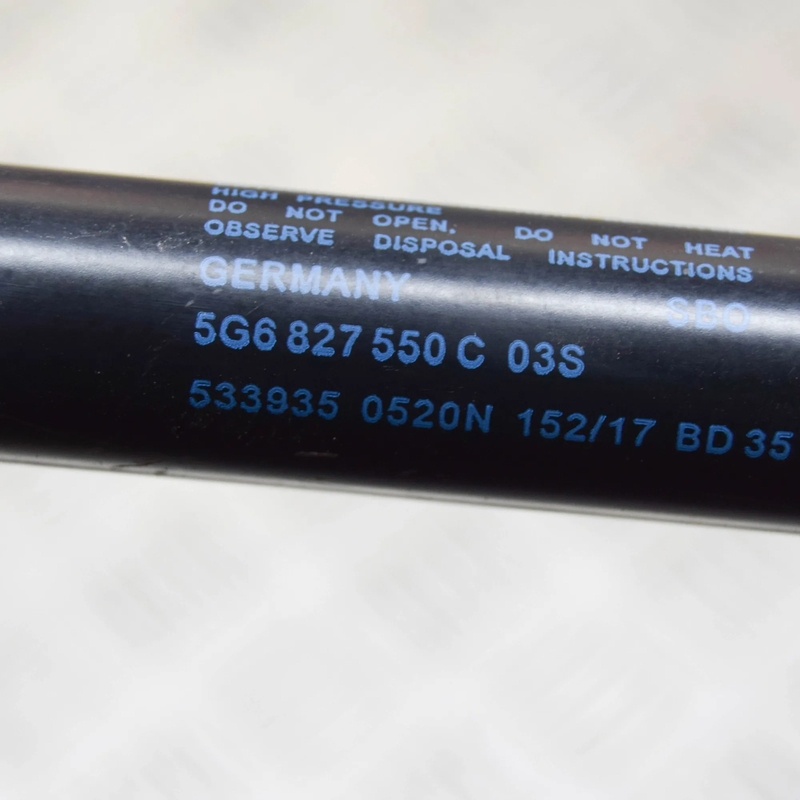 HIGH PRESSURE
DO NOT OPEN. DO NOT HEAT
OBSERVE DISPOSAL INSTRUCTIONS
GERMANY SBO
5G6 827 550 C 03S
533935 0520N 152/17 BD 35